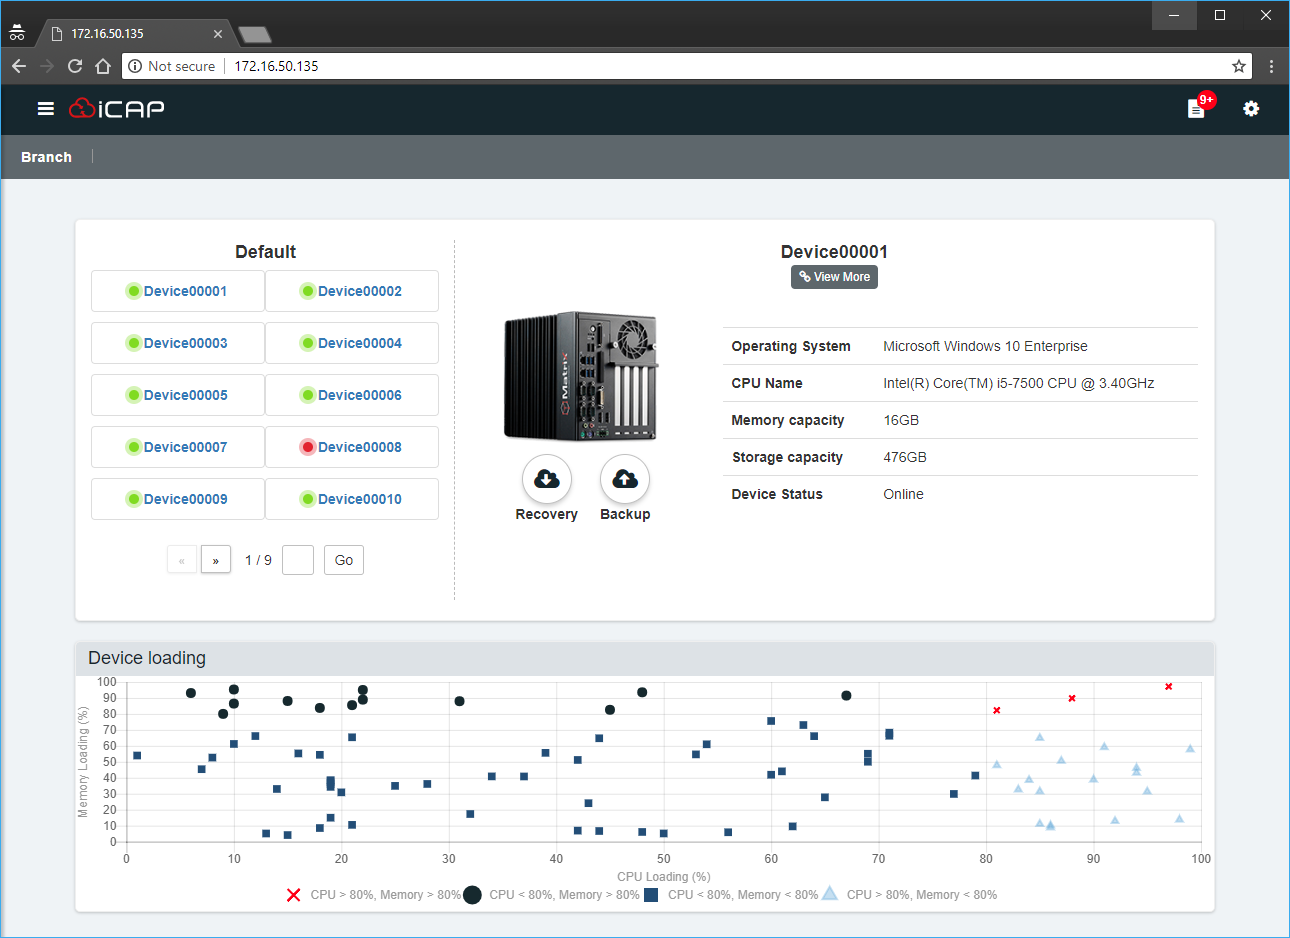 172.16.50.135
Not secure 172.16.50.135
iCAP 9+
Branch
Default
Device00001 Device00002
Device00003 Device00004
Device00005 Device00006
Device00007 Device00008
Device00009 Device00010
« » 1 / 9 Go
Device00001
View More
Matrix
Recovery Backup
Operating System Microsoft Windows 10 Enterprise
CPU Name Intel(R) Core(TM) i5-7500 CPU @ 3.40GHz
Memory capacity 16GB
Storage capacity 476GB
Device Status Online
Device loading
Memory Loading (%)
100
90
80
70
60
50
40
30
20
10
0
0 10 20 30 40 50 60 70 80 90 100
CPU Loading (%)
CPU > 80%, Memory > 80% CPU < 80%, Memory > 80% CPU < 80%, Memory < 80% CPU > 80%, Memory < 80%